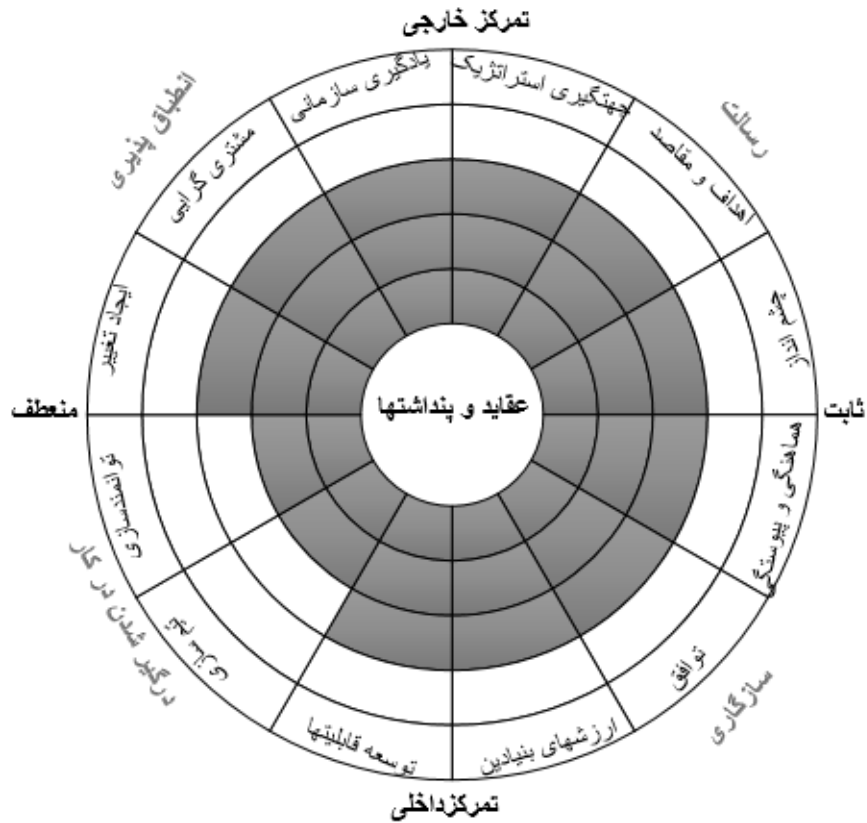 تمرکز خارجی
یادگیری سازمانی
جهتگیری استراتژیک
انطباق پذیری
رسالت
مشتری گرایی
اهداف و مقاصد
ایجاد تغییر
چشم انداز
منعطف
عقاید و پنداشتها
ثابت
توانمندسازی
هماهنگی و پیوستگی
درگیر شدن در کار
تیم سازی
توافق
سازگاری
توسعه قابلیتها
ارزشهای بنیادین
تمرکزداخلی